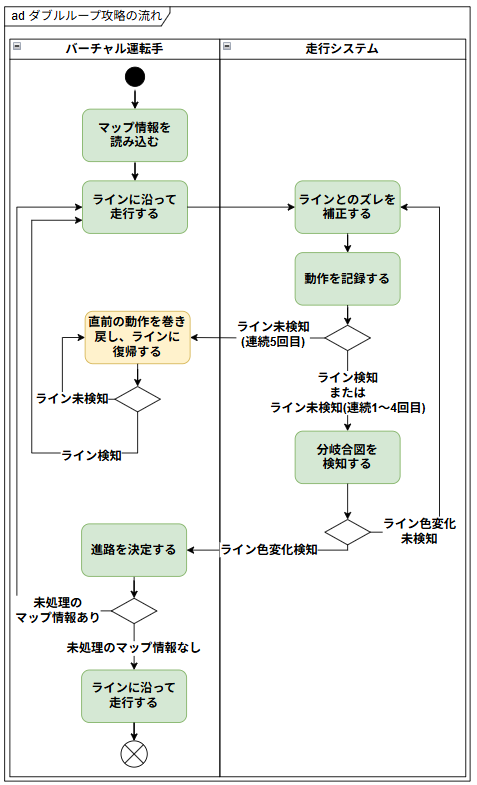 ad ダブルループ攻略の流れ
バーチャル運転手
走行システム
マップ情報を
読み込む
ラインに沿って
走行する
ラインとのズレを
補正する
動作を記録する
直前の動作を巻き
戻し、ラインに
復帰する
ライン未検知
(連続5回目)
ライン検知
または
ライン未検知(連続1〜4回目)
ライン未検知
ライン検知
分岐合図を
検知する
ライン色変化
未検知
ライン色変化検知
進路を決定する
未処理の
マップ情報あり
未処理のマップ情報なし
ラインに沿って
走行する